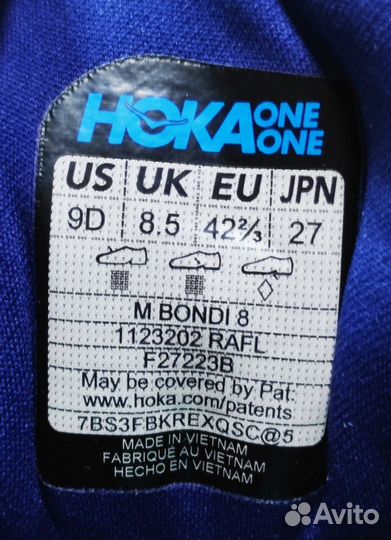 HOKA ONE ONE
US UK EU JPN
9D 8.5 42⅔ 27
M BONDI 8
1123202 RAFL
F27223B
May be covered by Pat.
www.hoka.com/patents
7BS3FBKREXQSC@5
MADE IN VIETNAM
FABRIQUÉ AU VIETNAM
HECHO EN VIETNAM
Avito